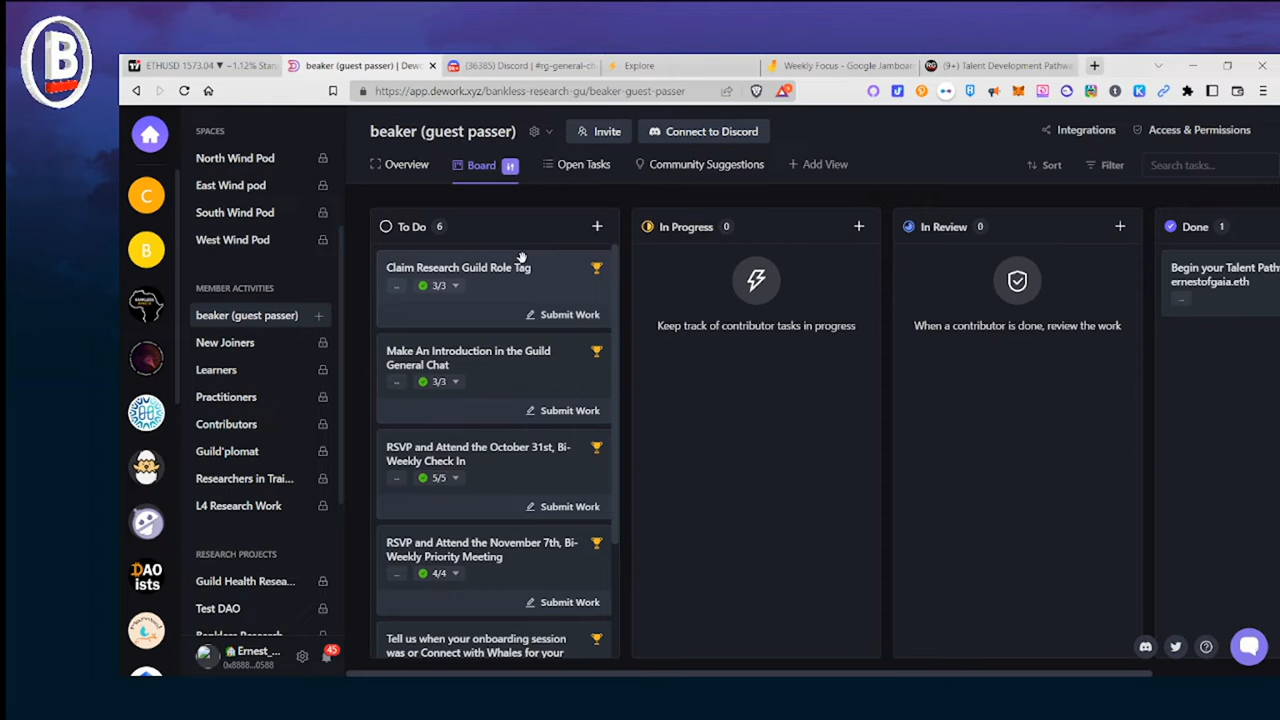 B
ETHUSD 1573.04 ▼ −1.12% Stan
beaker (guest passer) | Dework
(36385) Discord | #rg-general-ch
Explore
Weekly Focus - Google Jamboard
(9+) Talent Development Pathw
https://app.dework.xyz/bankless-research-gu/beaker-guest-passer
SPACES
North Wind Pod
East Wind pod
South Wind Pod
West Wind Pod
MEMBER ACTIVITIES
beaker (guest passer)
New Joiners
Learners
Practitioners
Contributors
Guild'plomat
Researchers in Trai...
L4 Research Work
RESEARCH PROJECTS
Guild Health Resea...
Test DAO
Bankless Research
Ernest_...
0x8888...0588
45
C
B
DAO
ists
beaker (guest passer)
Invite
Connect to Discord
Integrations
Access & Permissions
Overview
Board
Open Tasks
Community Suggestions
+ Add View
Sort
Filter
Search tasks...
To Do 6
Claim Research Guild Role Tag
3/3
Submit Work
Make An Introduction in the Guild
General Chat
3/3
Submit Work
RSVP and Attend the October 31st, Bi-
Weekly Check In
5/5
Submit Work
RSVP and Attend the November 7th, Bi-
Weekly Priority Meeting
4/4
Submit Work
Tell us when your onboarding session
was or Connect with Whales for your
In Progress 0
Keep track of contributor tasks in progress
In Review 0
When a contributor is done, review the work
Done 1
Begin your Talent Path
ernestofgaia.eth